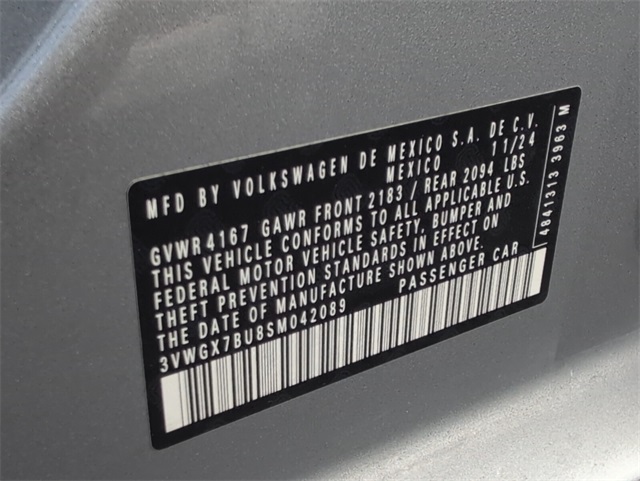 MFD BY VOLKSWAGEN DE MEXICO S.A. DE C.V.
MEXICO 11/24
GVWR 4167 GAWR FRONT 2183 / REAR 2094 LBS
THIS VEHICLE CONFORMS TO ALL APPLICABLE U.S.
FEDERAL MOTOR VEHICLE SAFETY, BUMPER AND
THEFT PREVENTION STANDARDS IN EFFECT ON
THE DATE OF MANUFACTURE SHOWN ABOVE.
3VWGX7BU8SM042089 PASSENGER CAR
4841313 3963 M